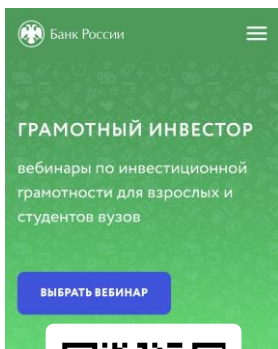 Банк России
ГРАМОТНЫЙ ИНВЕСТОР
вебинары по инвестиционной
грамотности для взрослых и
студентов вузов
ВЫБРАТЬ ВЕБИНАР